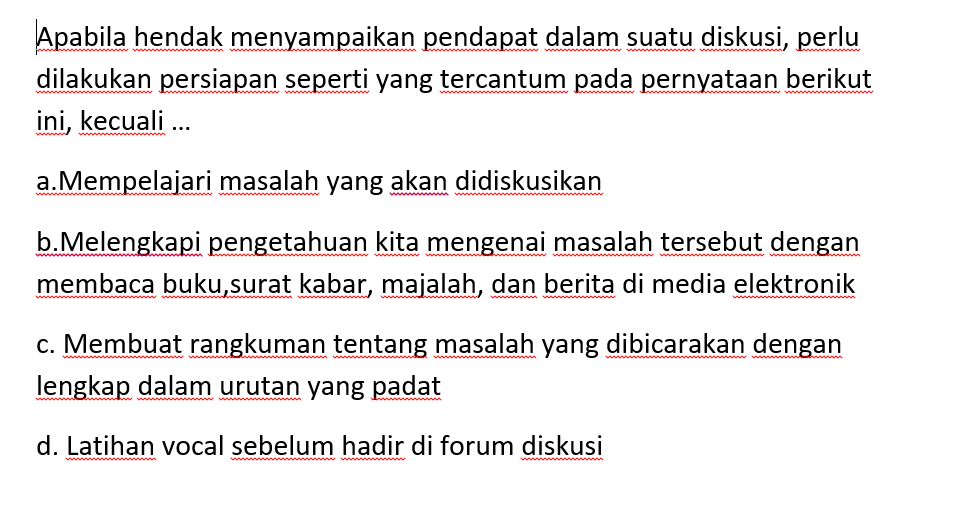 Apabila hendak menyampaikan pendapat dalam suatu diskusi, perlu
dilakukan persiapan seperti yang tercantum pada pernyataan berikut
ini, kecuali ...
a.Mempelajari masalah yang akan didiskusikan
b.Melengkapi pengetahuan kita mengenai masalah tersebut dengan
membaca buku,surat kabar, majalah, dan berita di media elektronik
c. Membuat rangkuman tentang masalah yang dibicarakan dengan
lengkap dalam urutan yang padat
d. Latihan vocal sebelum hadir di forum diskusi